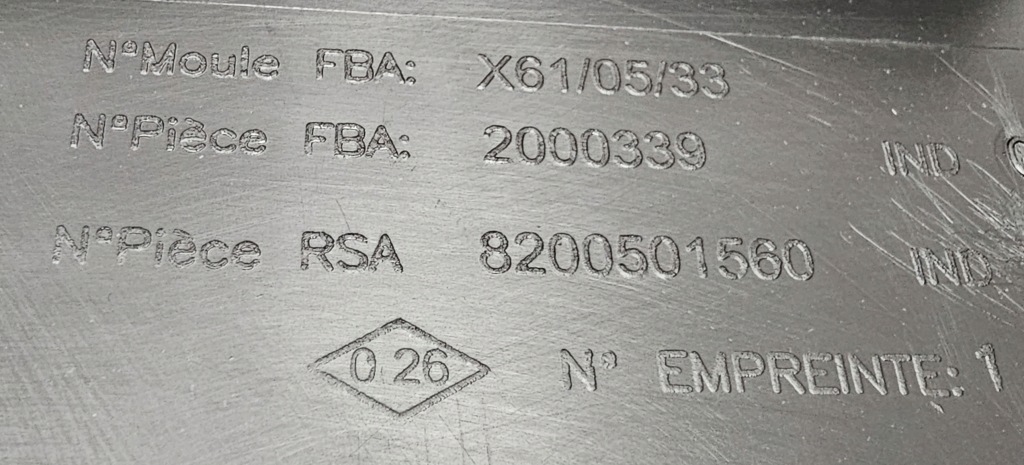 N°Moule FBA: X61/05/33
N°Pièce FBA: 2000339 IND
N°Pièce RSA 8200501560 IND
0 26 N° EMPREINTE: 1